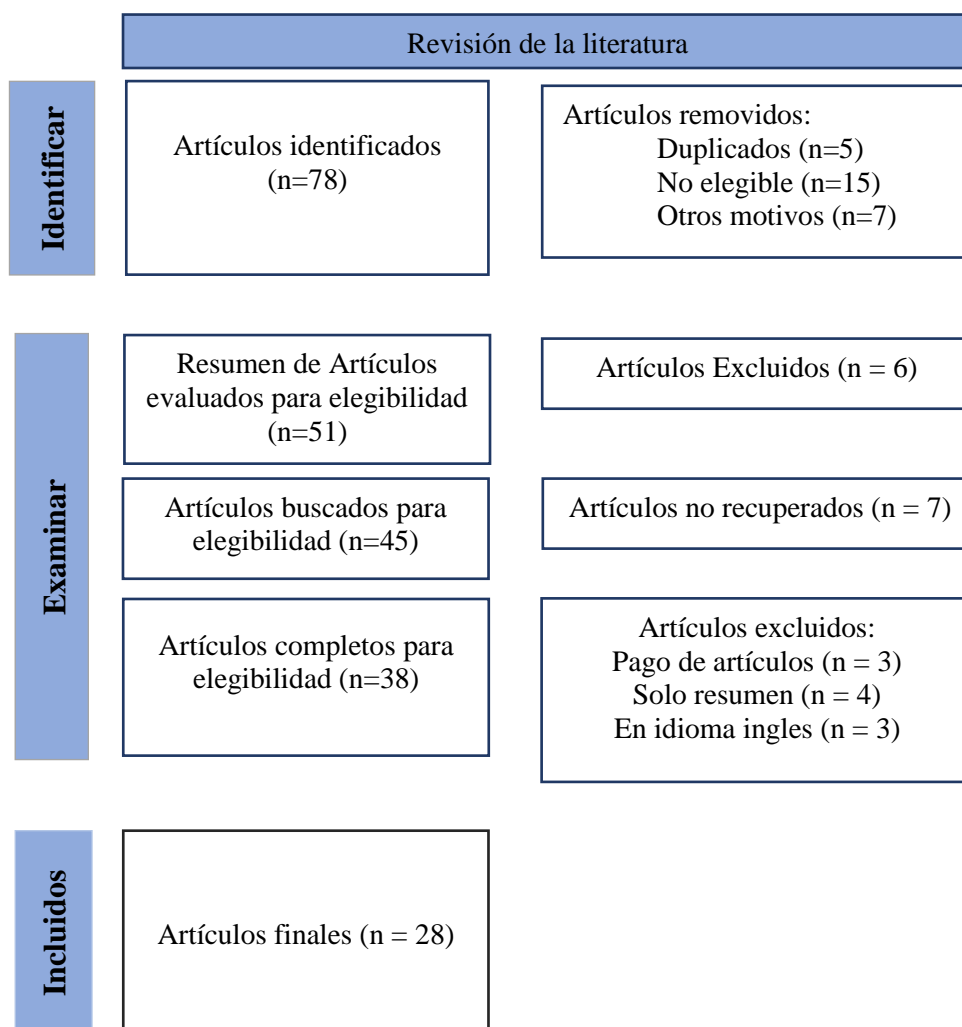 Revisión de la literatura
Identificar
Artículos identificados
(n=78)
Artículos removidos:
Duplicados (n=5)
No elegible (n=15)
Otros motivos (n=7)
Examinar
Resumen de Artículos
evaluados para elegibilidad
(n=51)
Artículos Excluidos (n = 6)
Artículos buscados para
elegibilidad (n=45)
Artículos no recuperados (n = 7)
Artículos completos para
elegibilidad (n=38)
Artículos excluidos:
Pago de artículos (n = 3)
Solo resumen (n = 4)
En idioma ingles (n = 3)
Incluidos
Artículos finales (n = 28)